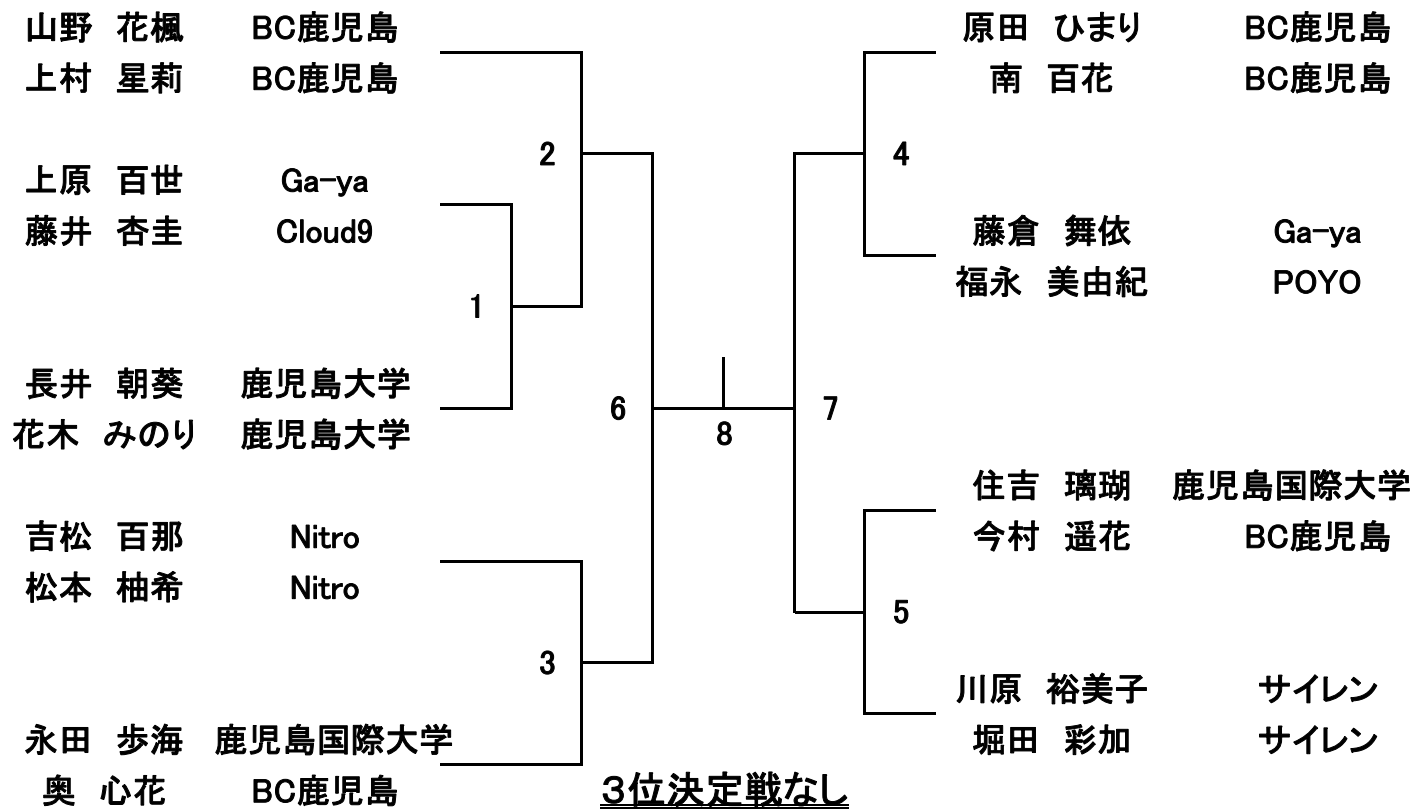 山野 花楓 BC鹿児島
上村 星莉 BC鹿児島
2
上原 百世 Ga-ya
藤井 杏圭 Cloud9
1
長井 朝葵 鹿児島大学
花木 みのり 鹿児島大学
6
吉松 百那 Nitro
松本 柚希 Nitro
3
永田 歩海 鹿児島国際大学
奥 心花 BC鹿児島
8
原田 ひまり BC鹿児島
南 百花 BC鹿児島
4
藤倉 舞依 Ga-ya
福永 美由紀 POYO
7
住吉 璃瑚 鹿児島国際大学
今村 遥花 BC鹿児島
5
川原 裕美子 サイレン
堀田 彩加 サイレン
3位決定戦なし